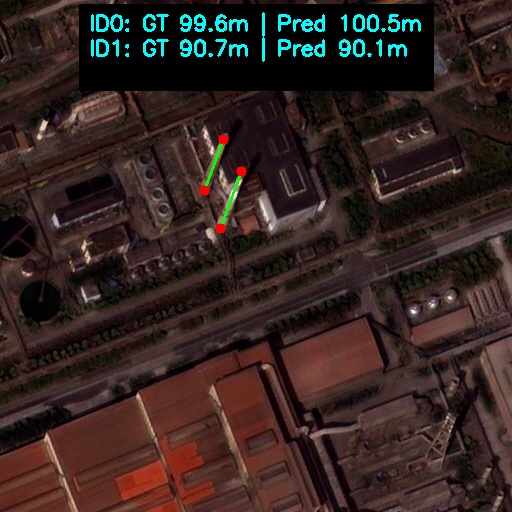 ID0: GT 99.6m | Pred 100.5m
ID1: GT 90.7m | Pred 90.1m